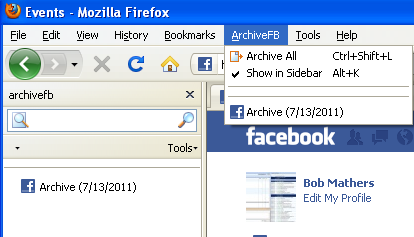 Events - Mozilla Firefox
File Edit View History Bookmarks ArchiveFB Tools Help
Archive All Ctrl+Shift+L
Show in Sidebar Alt+K
archivefb
Archive (7/13/2011)
facebook
Tools
Archive (7/13/2011)
Bob Mathers
Edit My Profile